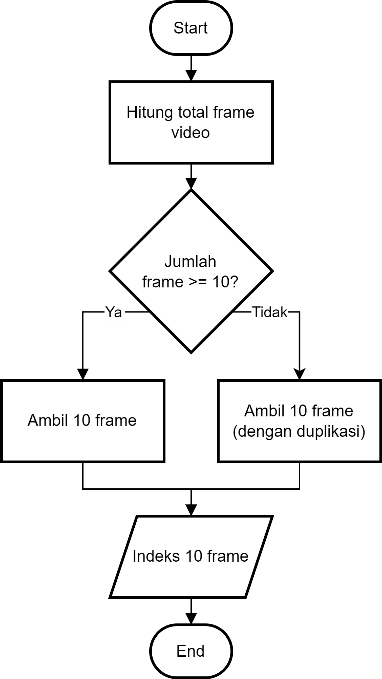 Start
Hitung total frame
video
Jumlah
frame >= 10?
Ya
Tidak
Ambil 10 frame
Ambil 10 frame
(dengan duplikasi)
Indeks 10 frame
End